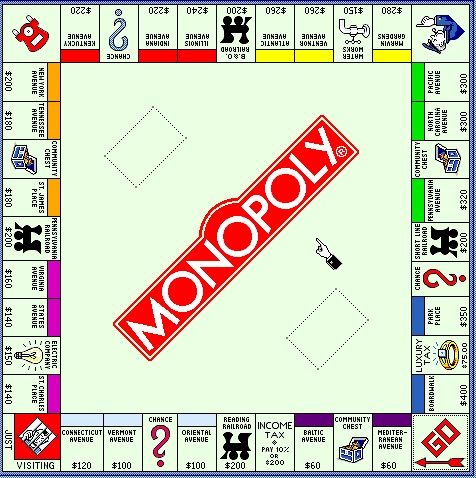 $220
KENTUCKY
AVENUE
CHANCE
$220
INDIANA
AVENUE
$240
ILLINOIS
AVENUE
$200
B. & O.
RAILROAD
$260
ATLANTIC
AVENUE
$260
VENTNOR
AVENUE
$150
WATER
WORKS
$280
MARVIN
GARDENS
NEW YORK
AVENUE
$200
TENNESSEE
AVENUE
$180
COMMUNITY
CHEST
ST. JAMES
PLACE
$180
PENNSYLVANIA
RAILROAD
$200
VIRGINIA
AVENUE
$160
STATES
AVENUE
$140
ELECTRIC
COMPANY
$150
ST. CHARLES
PLACE
$140
MONOPOLY®
PACIFIC
AVENUE
$300
NORTH
CAROLINA
AVENUE
$300
COMMUNITY
CHEST
PENNSYLVANIA
AVENUE
$320
SHORT LINE
RAILROAD
$200
CHANCE
PARK
PLACE
$350
LUXURY
TAX
$75.00
BOARDWALK
$400
JUST
VISITING
CONNECTICUT
AVENUE
$120
VERMONT
AVENUE
$100
CHANCE
ORIENTAL
AVENUE
$100
READING
RAILROAD
$200
INCOME
TAX
PAY 10%
OR
$200
BALTIC
AVENUE
$60
COMMUNITY
CHEST
MEDITER-
RANEAN
AVENUE
$60
GO